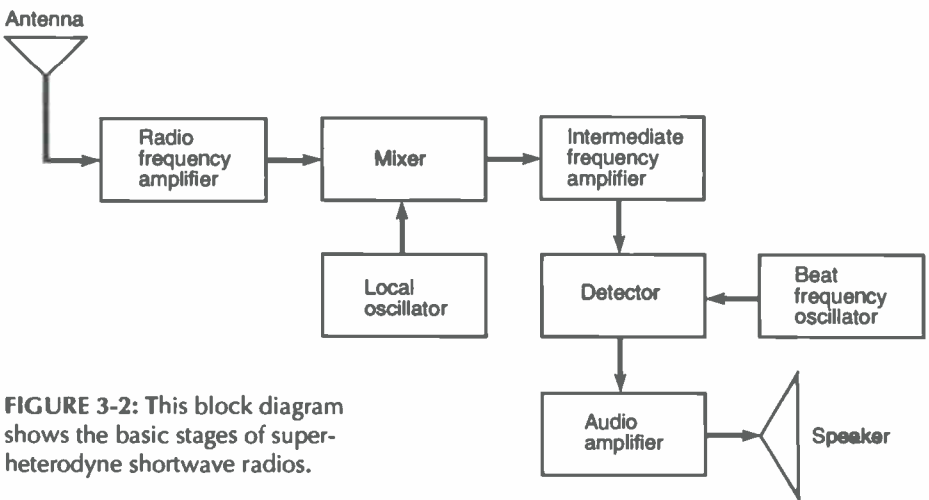 Antenna
Radio
frequency
amplifier
Mixer
Intermediate
frequency
amplifier
Local
oscillator
Detector
Beat
frequency
oscillator
Audio
amplifier
Speaker
FIGURE 3-2: This block diagram
shows the basic stages of super-
heterodyne shortwave radios.